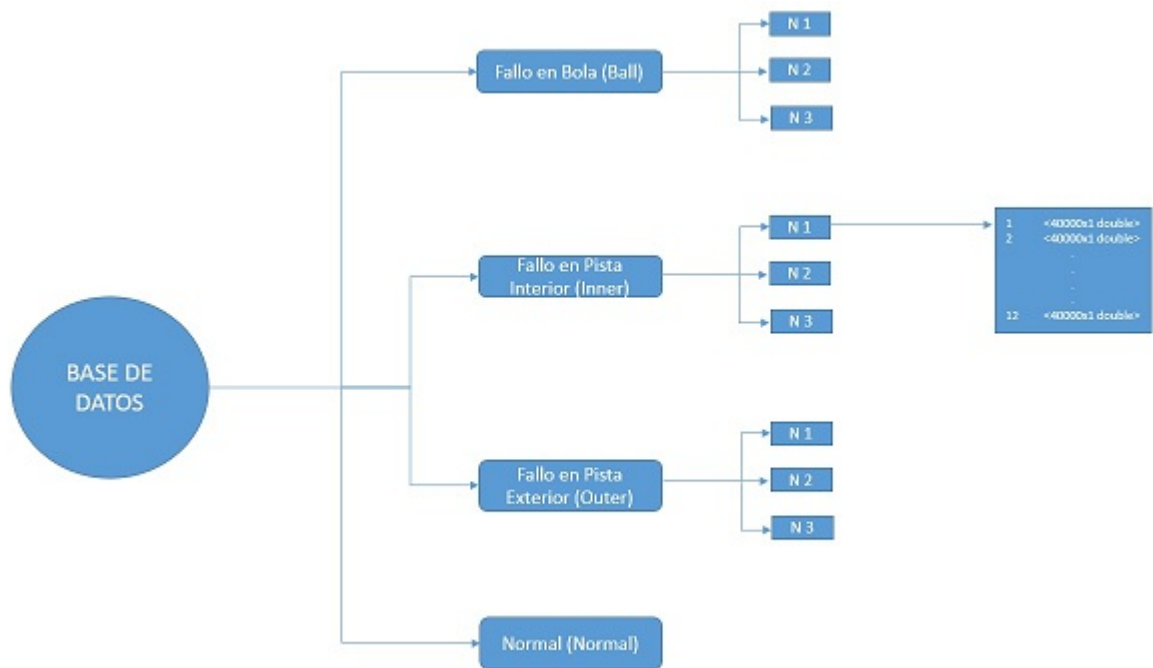 BASE DE
DATOS
Fallo en Bola (Ball)
N 1
N 2
N 3
Fallo en Pista
Interior (Inner)
N 1
N 2
N 3
1 <40000x1 double>
2 <40000x1 double>
.
.
.
.
12 <40000x1 double>
Fallo en Pista
Exterior (Outer)
N 1
N 2
N 3
Normal (Normal)